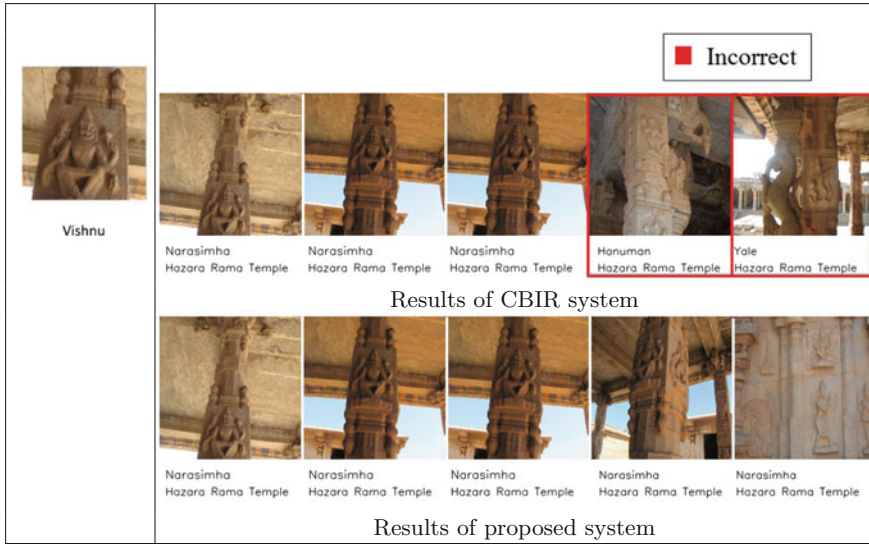 Incorrect
Vishnu
Narasimha
Hazara Rama Temple
Narasimha
Hazara Rama Temple
Narasimha
Hazara Rama Temple
Hanuman
Hazara Rama Temple
Yale
Hazara Rama Temple
Results of CBIR system
Narasimha
Hazara Rama Temple
Narasimha
Hazara Rama Temple
Narasimha
Hazara Rama Temple
Narasimha
Hazara Rama Temple
Narasimha
Hazara Rama Temple
Results of proposed system